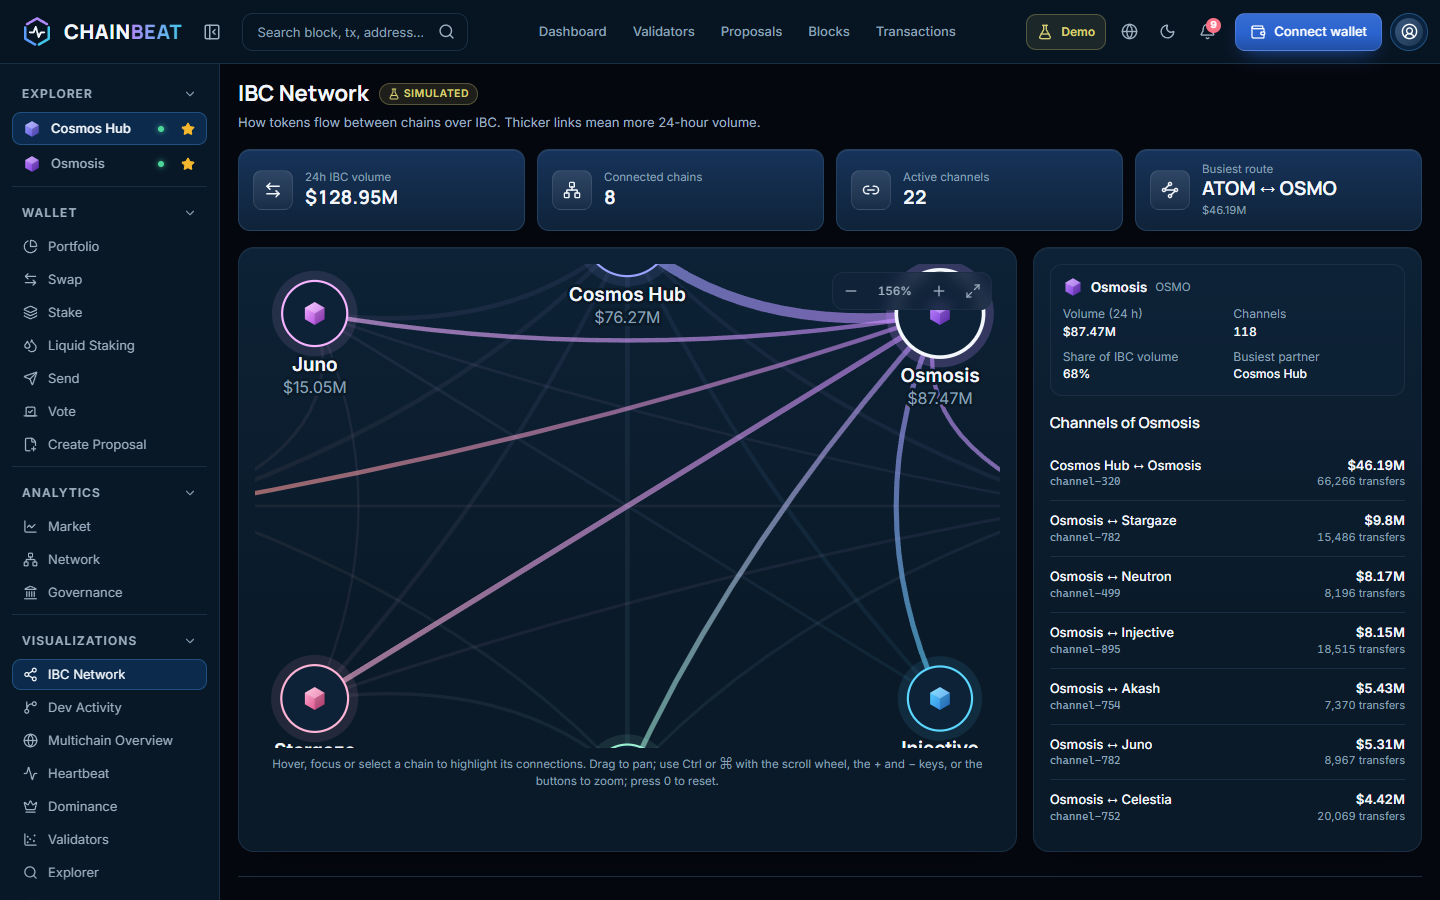 CHAINBEAT
Search block, tx, address...
Dashboard
Validators
Proposals
Blocks
Transactions
Demo
9
Connect wallet
EXPLORER
Cosmos Hub
Osmosis
WALLET
Portfolio
Swap
Stake
Liquid Staking
Send
Vote
Create Proposal
ANALYTICS
Market
Network
Governance
VISUALIZATIONS
IBC Network
Dev Activity
Multichain Overview
Heartbeat
Dominance
Validators
Explorer
IBC Network
SIMULATED
How tokens flow between chains over IBC. Thicker links mean more 24-hour volume.
24h IBC volume
$128.95M
Connected chains
8
Active channels
22
Busiest route
ATOM ↔ OSMO
$46.19M
Cosmos Hub
$76.27M
− 156% +
Juno
$15.05M
Osmosis
$87.47M
Stargaze
Injective
Hover, focus or select a chain to highlight its connections. Drag to pan; use Ctrl or ⌘ with the scroll wheel, the + and − keys, or the
buttons to zoom; press 0 to reset.
Osmosis OSMO
Volume (24 h)
$87.47M
Channels
118
Share of IBC volume
68%
Busiest partner
Cosmos Hub
Channels of Osmosis
Cosmos Hub ↔ Osmosis $46.19M
channel-320 66,266 transfers
Osmosis ↔ Stargaze $9.8M
channel-782 15,486 transfers
Osmosis ↔ Neutron $8.17M
channel-499 8,196 transfers
Osmosis ↔ Injective $8.15M
channel-895 18,515 transfers
Osmosis ↔ Akash $5.43M
channel-754 7,370 transfers
Osmosis ↔ Juno $5.31M
channel-782 8,967 transfers
Osmosis ↔ Celestia $4.42M
channel-752 20,069 transfers